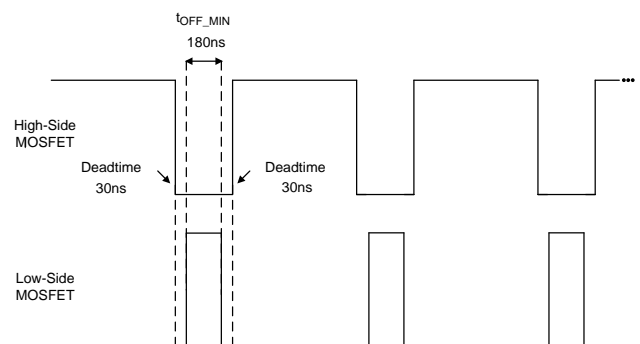 tOFF_MIN
180ns
High-Side
MOSFET
Deadtime
30ns
Deadtime
30ns
Low-Side
MOSFET